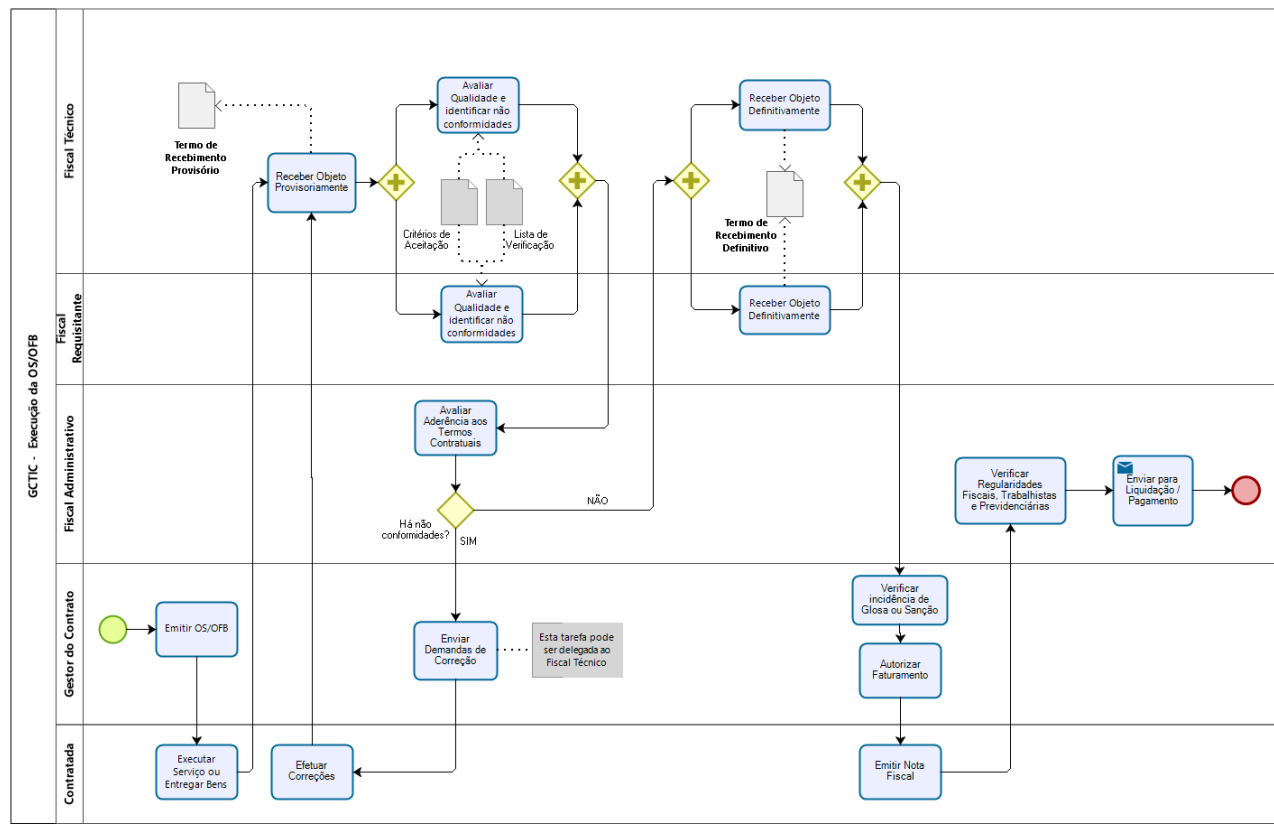 GCTIC - Execução da OS/OFB
Fiscal Técnico
Termo de
Recebimento
Provisório
Receber Objeto
Provisoriamente
Avaliar
Qualidade e
identificar não
conformidades
Critérios de
Aceitação
Lista de
Verificação
Receber Objeto
Definitivamente
Termo de
Recebimento
Definitivo
Fiscal
Requisitante
Avaliar
Qualidade e
identificar não
conformidades
Receber Objeto
Definitivamente
Fiscal Administrativo
Avaliar
Aderência aos
Termos
Contratuais
Há não
conformidades?
NÃO
SIM
Verificar
Regularidades
Fiscais, Trabalhistas
e Previdenciárias
Enviar para
Liquidação /
Pagamento
Gestor do Contrato
Emitir OS/OFB
Enviar
Demandas de
Correção
Esta tarefa pode
ser delegada ao
Fiscal Técnico
Verificar
incidência de
Glosa ou Sanção
Autorizar
Faturamento
Contratada
Executar
Serviço ou
Entregar Bens
Efetuar
Correções
Emitir Nota
Fiscal